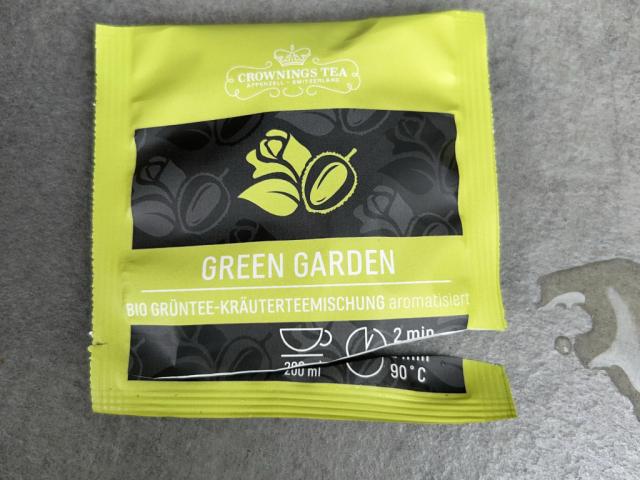 CROWNINGS TEA
APPENZELL - SWITZERLAND
GREEN GARDEN
BIO GRÜNTEE-KRÄUTERTEEMISCHUNG aromatisiert
2 min
200 ml
90°C